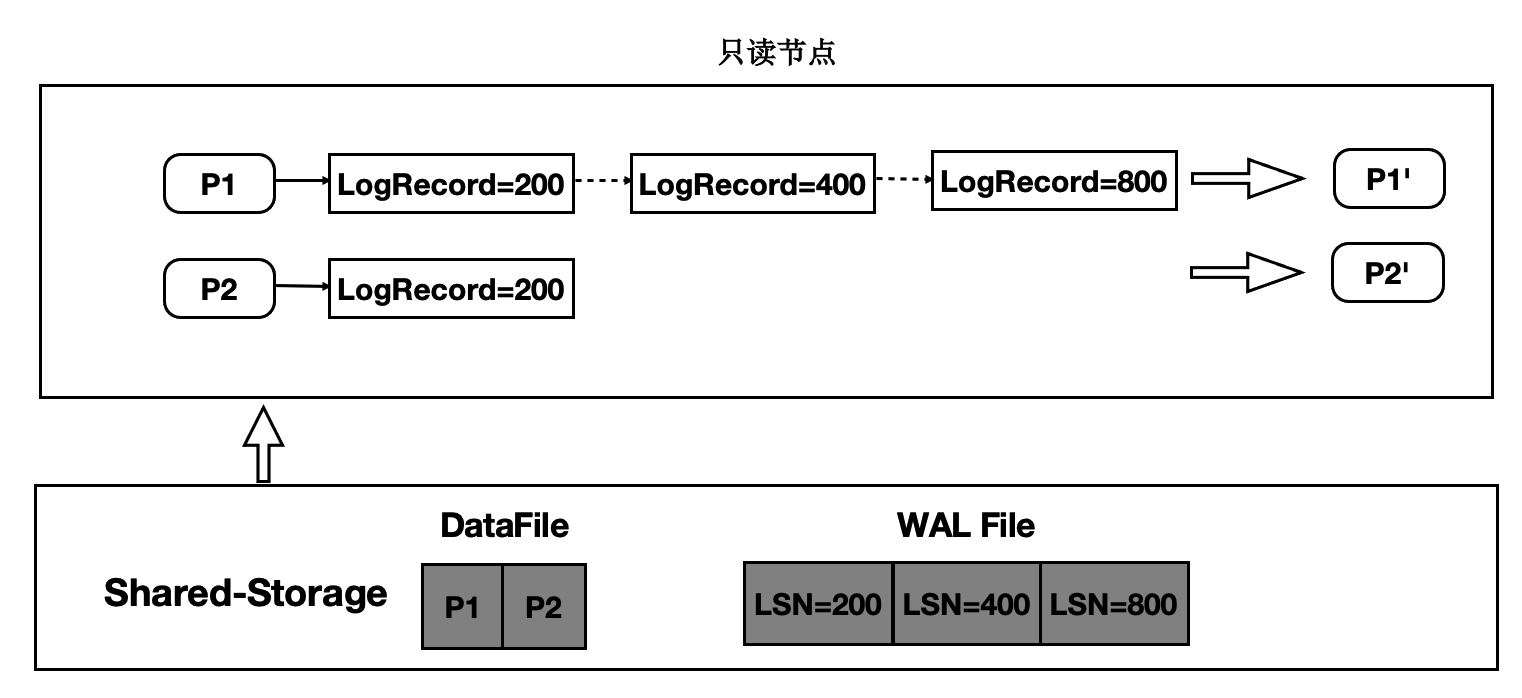 只读节点
P1 LogRecord=200 LogRecord=400 LogRecord=800 P1'
P2 LogRecord=200 P2'
DataFile WAL File
Shared-Storage P1 P2 LSN=200 LSN=400 LSN=800